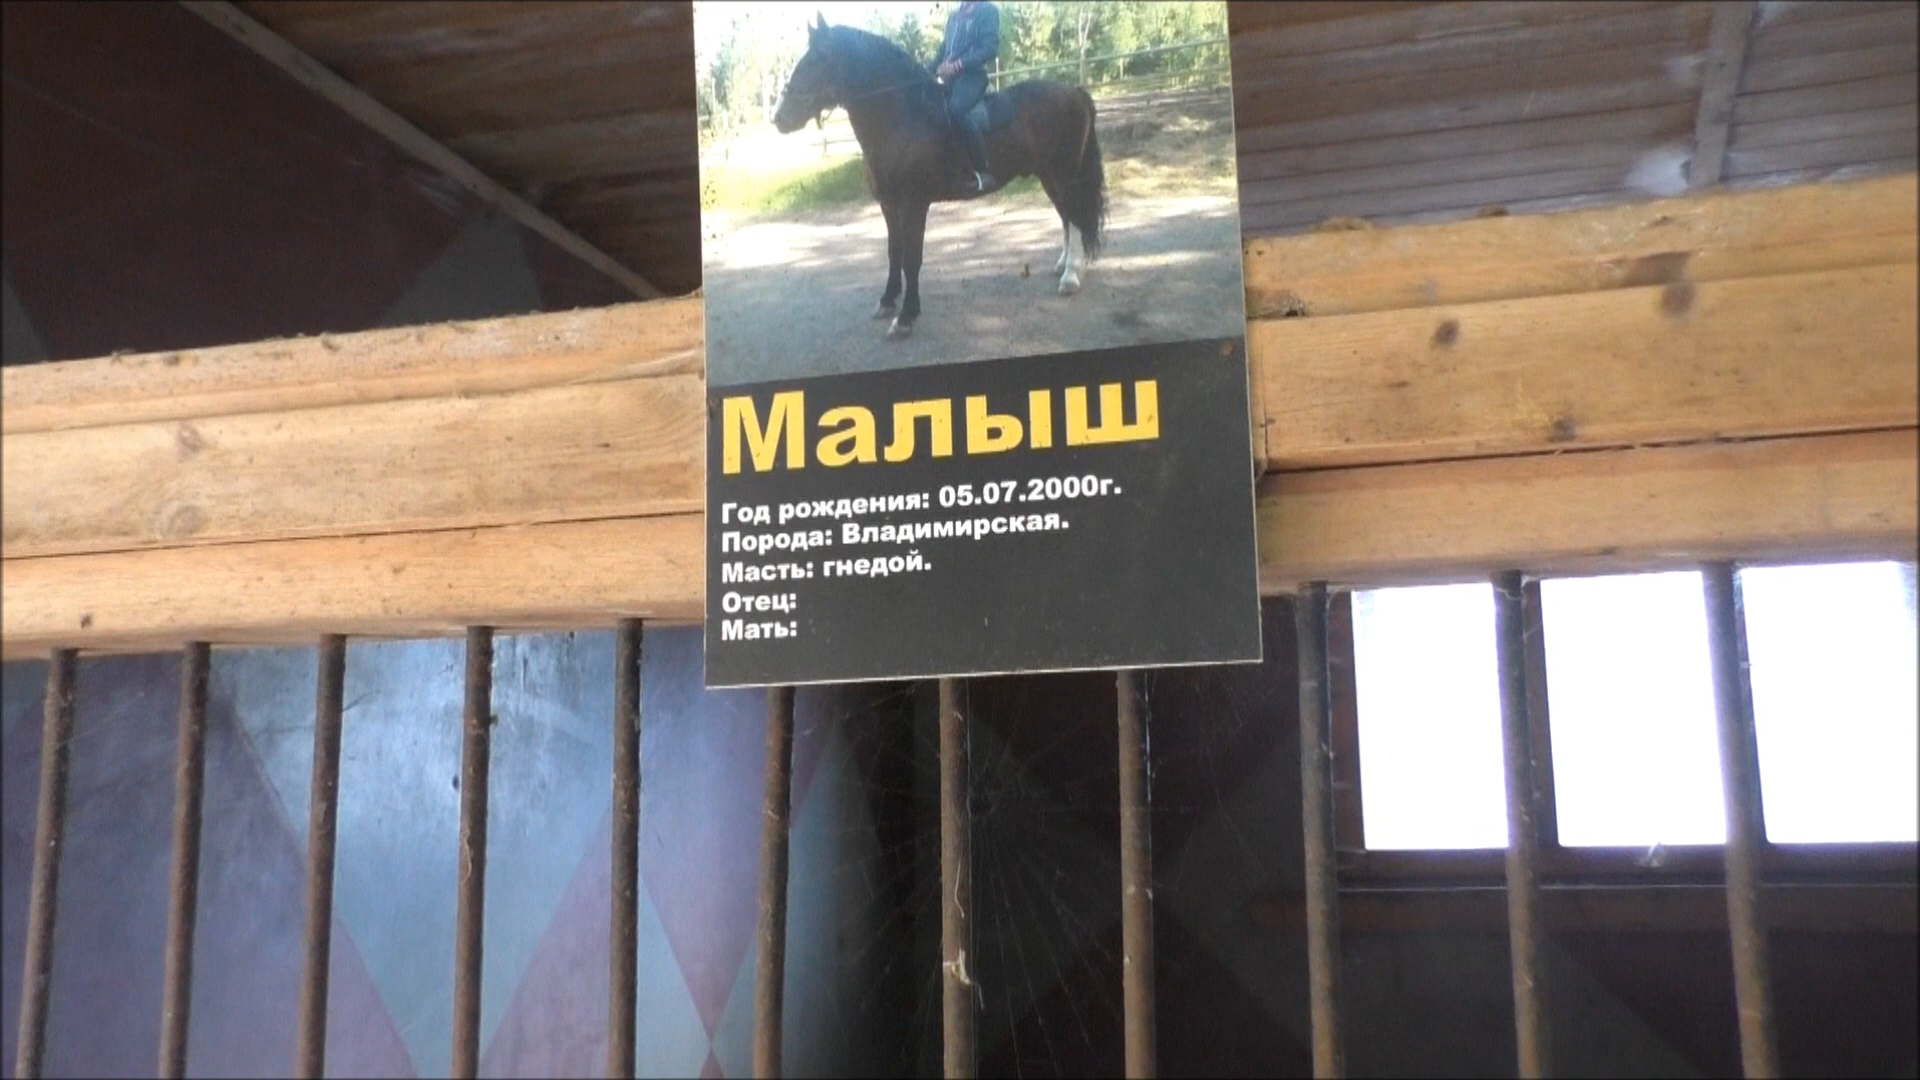 Малыш
Год рождения: 05.07.2000г.
Порода: Владимирская.
Масть: гнедой.
Отец:
Мать: